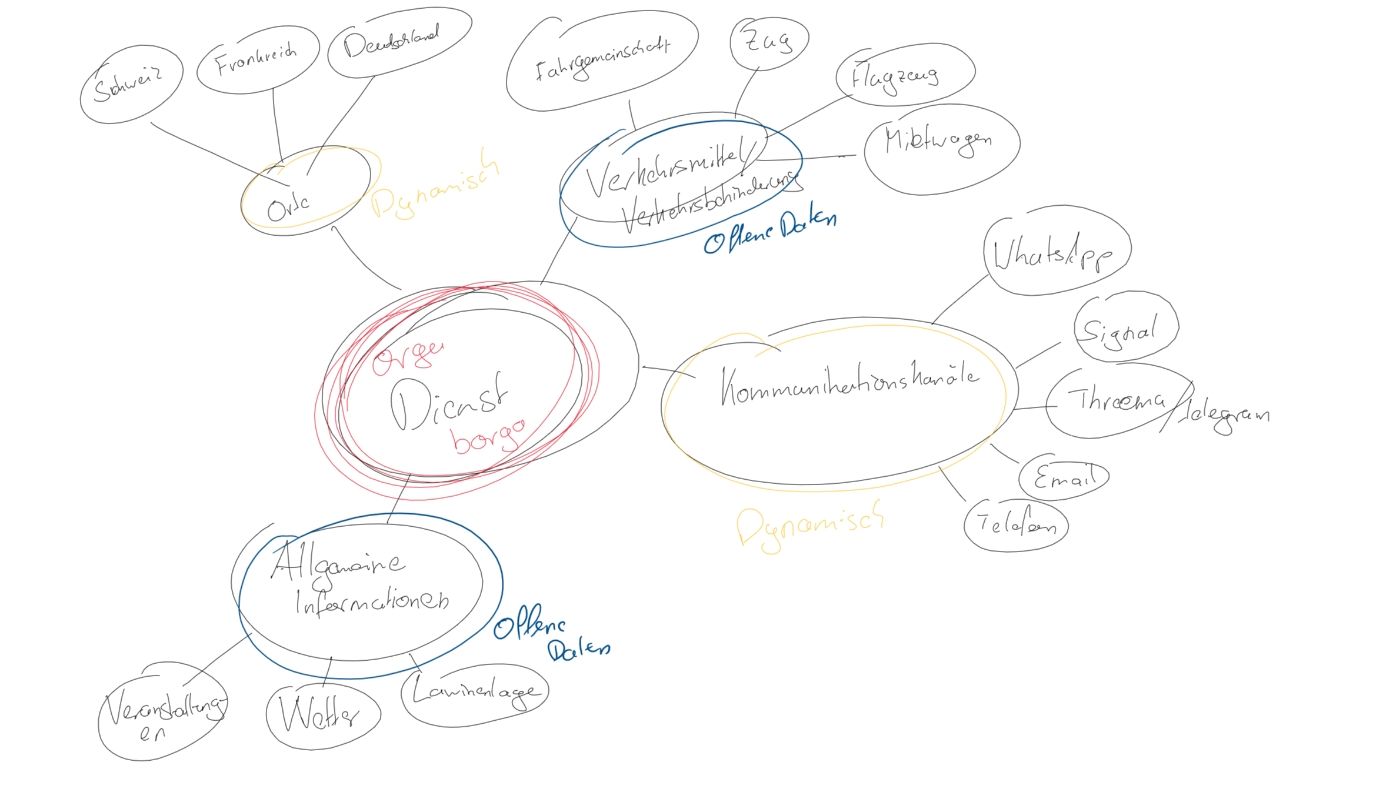 Schweiz
Frankreich
Deutschland
Orte
Dynamisch
Fahrgemeinschaft
Zug
Flugzeug
Mietwagen
Verkehrsmittel/
Verkehrsbehinderung
Offene Daten
Dienst
borgo
Kommunikationskanäle
Dynamisch
WhatsApp
Signal
Threema/Telegram
Email
Telefon
Allgemeine
Informationen
Offene
Daten
Veranstaltung-
en
Wetter
Lawinenlage